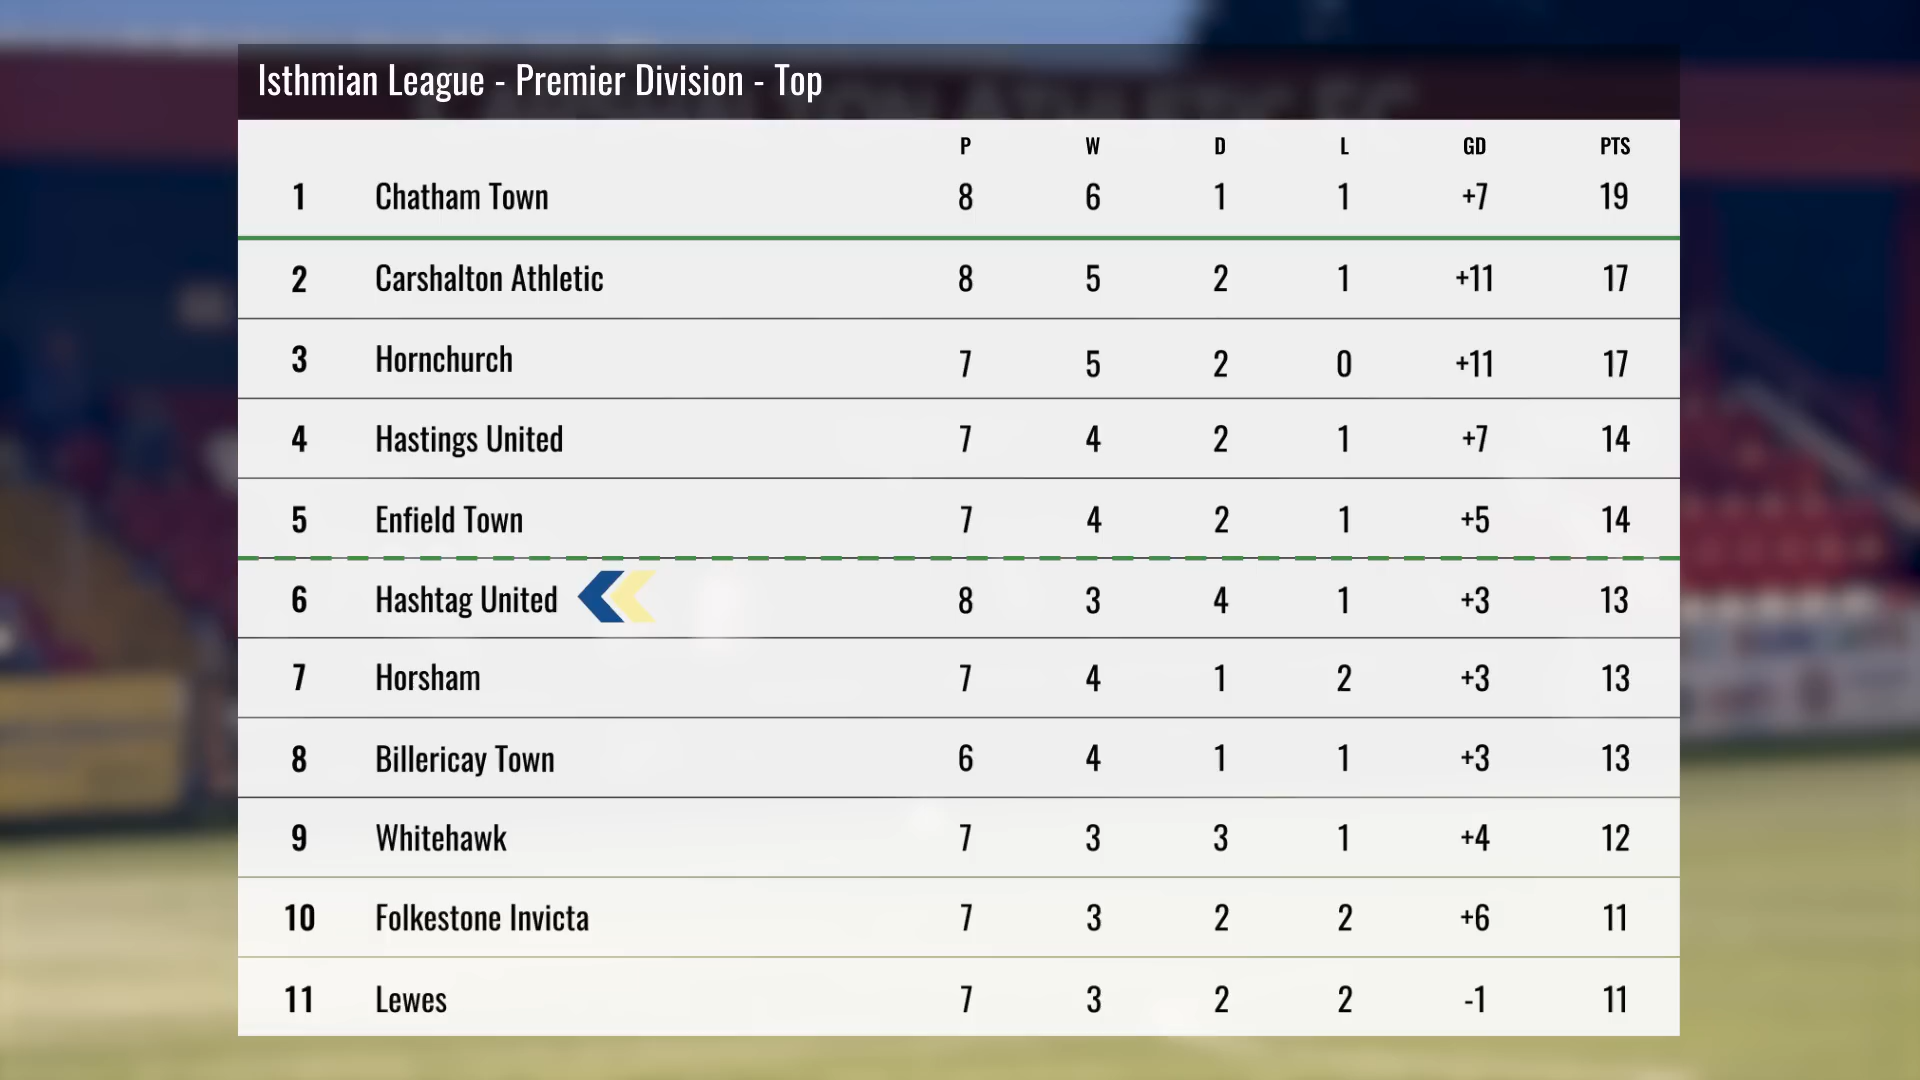 Isthmian League - Premier Division - Top
P W D L GD PTS
1 Chatham Town 8 6 1 1 +7 19
2 Carshalton Athletic 8 5 2 1 +11 17
3 Hornchurch 7 5 2 0 +11 17
4 Hastings United 7 4 2 1 +7 14
5 Enfield Town 7 4 2 1 +5 14
6 Hashtag United 8 3 4 1 +3 13
7 Horsham 7 4 1 2 +3 13
8 Billericay Town 6 4 1 1 +3 13
9 Whitehawk 7 3 3 1 +4 12
10 Folkestone Invicta 7 3 2 2 +6 11
11 Lewes 7 3 2 2 -1 11